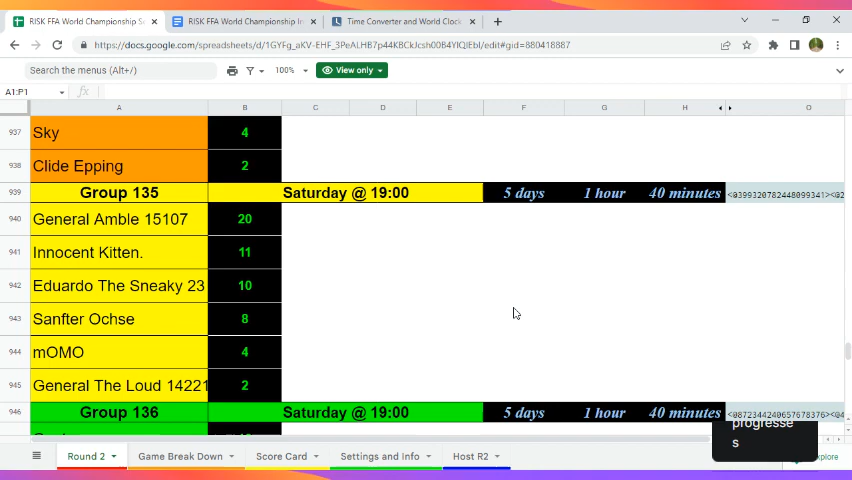 RISK FFA World Championship Se
RISK FFA World Championship In
Time Converter and World Clock
https://docs.google.com/spreadsheets/d/
Search the menus (Alt+/)
100%
View only
A1:P1
fx
A B C D E F G H O
937 Sky 4
938 Clide Epping 2
939 Group 135 Saturday @ 19:00 5 days 1 hour 40 minutes
940 General Amble 15107 20
941 Innocent Kitten. 11
942 Eduardo The Sneaky 23 10
943 Sanfter Ochse 8
944 mOMO 4
945 General The Loud 14221 2
946 Group 136 Saturday @ 19:00 5 days 1 hour 40 minutes
progresse
s
Round 2 Game Break Down Score Card Settings and Info Host R2
xplore